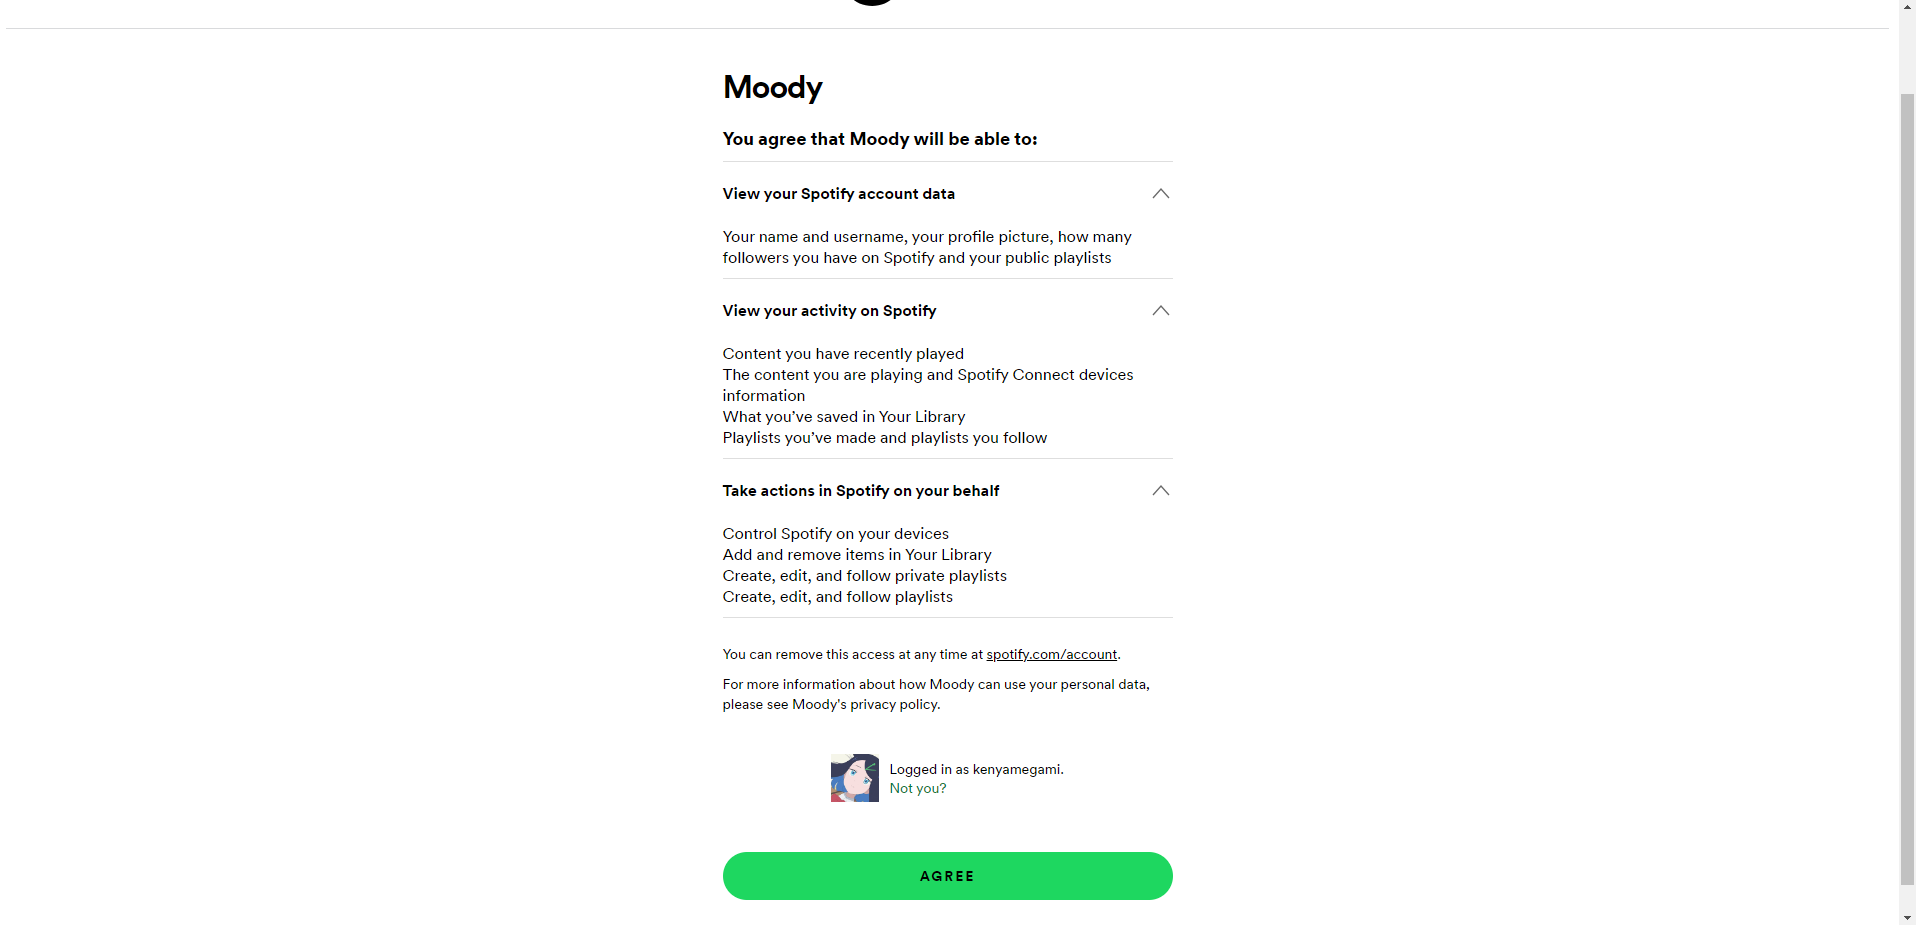 Moody
You agree that Moody will be able to:
View your Spotify account data
Your name and username, your profile picture, how many
followers you have on Spotify and your public playlists
View your activity on Spotify
Content you have recently played
The content you are playing and Spotify Connect devices
information
What you’ve saved in Your Library
Playlists you’ve made and playlists you follow
Take actions in Spotify on your behalf
Control Spotify on your devices
Add and remove items in Your Library
Create, edit, and follow private playlists
Create, edit, and follow playlists
You can remove this access at any time at spotify.com/account.
For more information about how Moody can use your personal data,
please see Moody's privacy policy.
Logged in as kenyamegami.
Not you?
AGREE